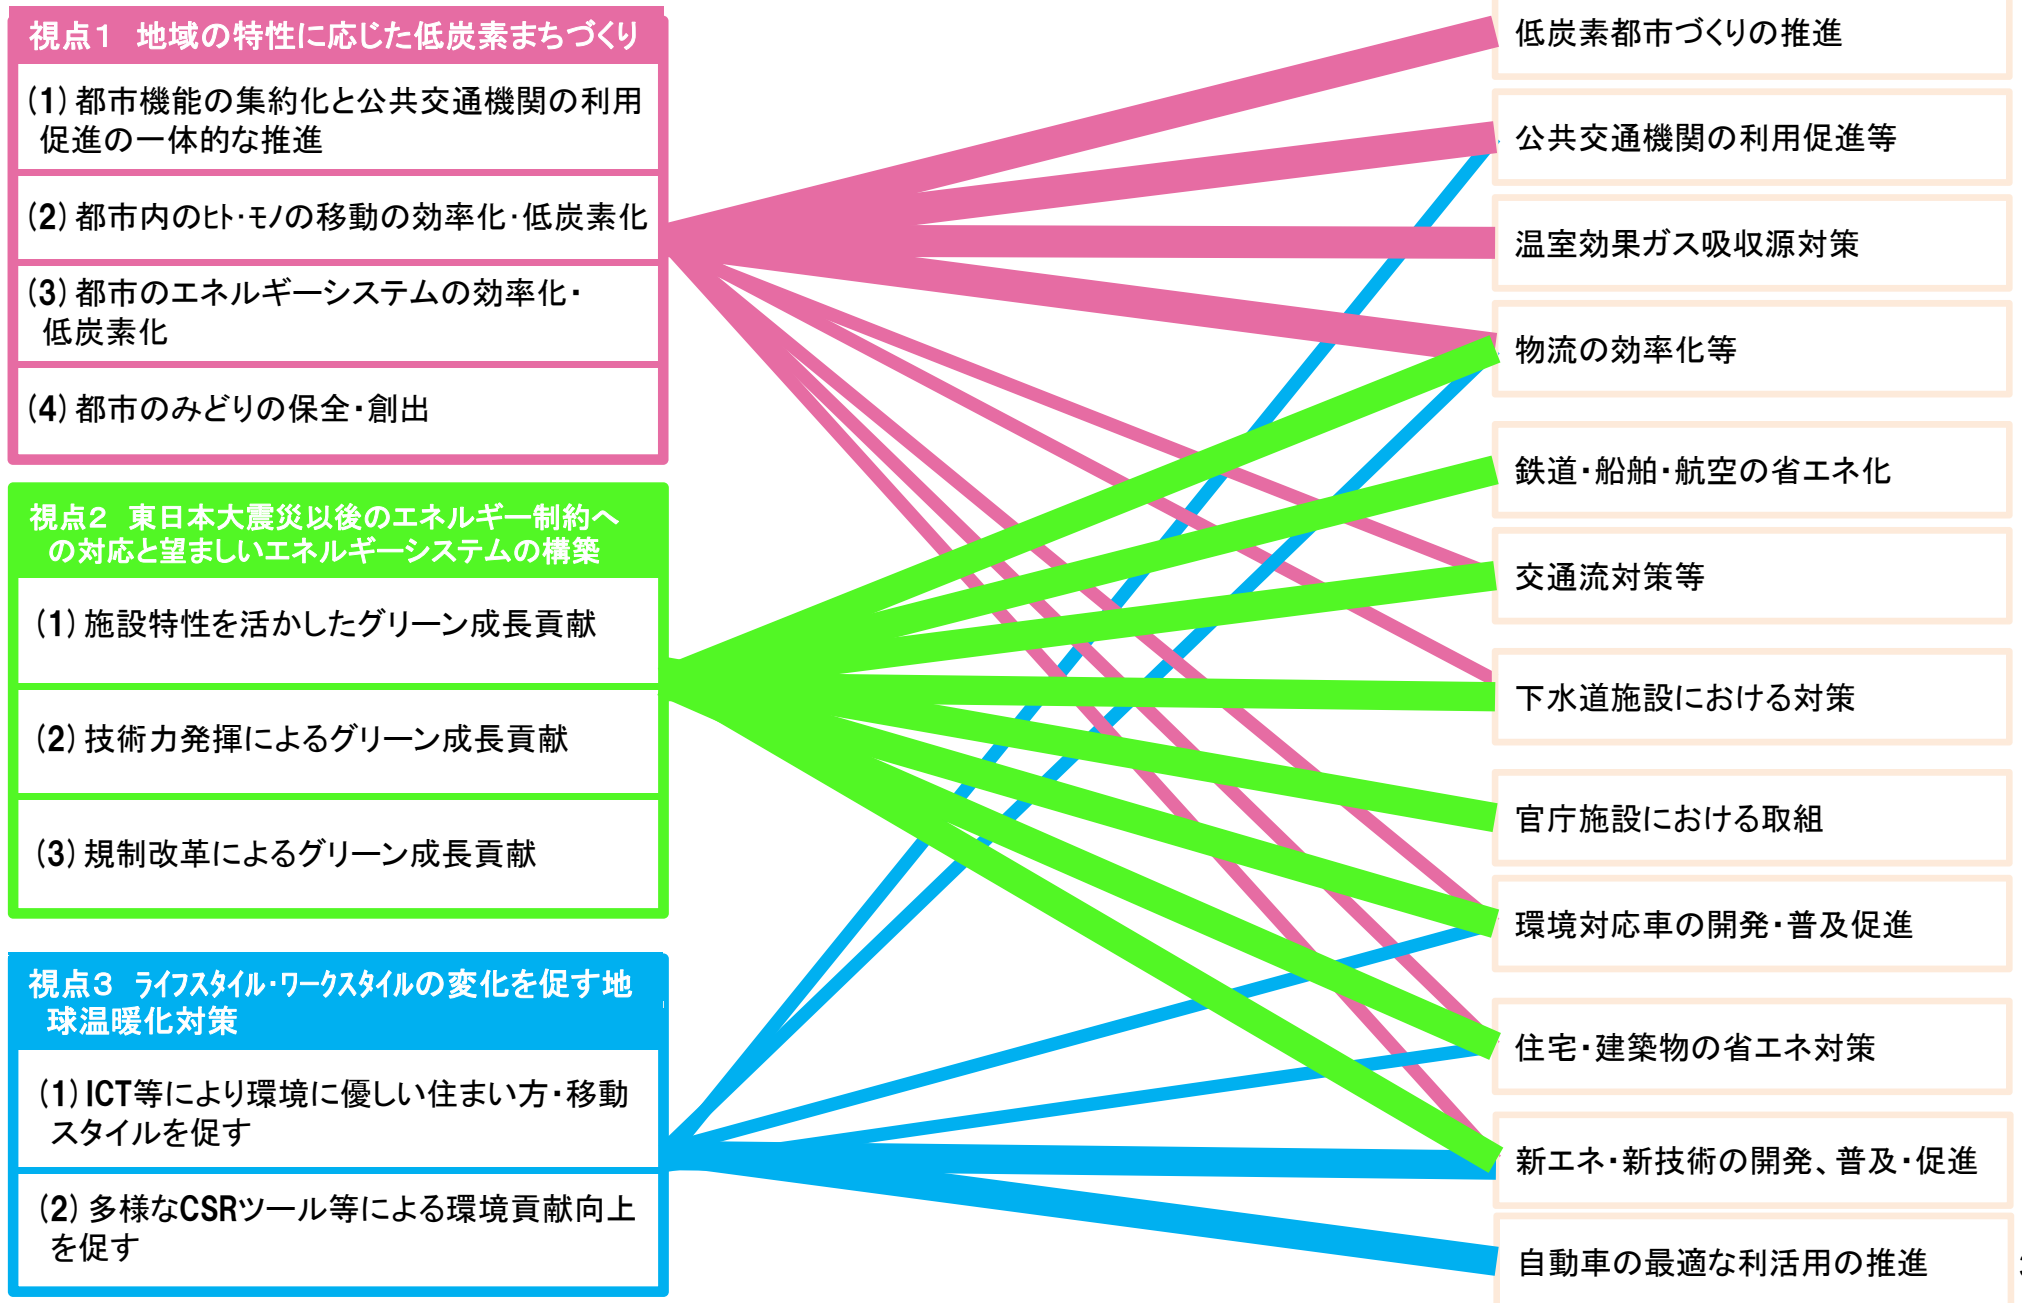 視点１　地域の特性に応じた低炭素まちづくり
(1) 都市機能の集約化と公共交通機関の利用
促進の一体的な推進
(2) 都市内のﾋﾄ･ﾓﾉの移動の効率化･低炭素化
(3) 都市のエネルギーシステムの効率化・
低炭素化
(4) 都市のみどりの保全・創出
視点２　東日本大震災以後のエネルギー制約へ
の対応と望ましいエネルギーシステムの構築
(1) 施設特性を活かしたグリーン成長貢献
(2) 技術力発揮によるグリーン成長貢献
(3) 規制改革によるグリーン成長貢献
視点３　ﾗｲﾌｽﾀｲﾙ･ﾜｰｸｽﾀｲﾙの変化を促す地
球温暖化対策
(1) ICT等により環境に優しい住まい方・移動
スタイルを促す
(2) 多様なCSRツール等による環境貢献向上
を促す
低炭素都市づくりの推進
公共交通機関の利用促進等
温室効果ガス吸収源対策
物流の効率化等
鉄道・船舶・航空の省エネ化
交通流対策等
下水道施設における対策
官庁施設における取組
環境対応車の開発・普及促進
住宅・建築物の省エネ対策
新エネ・新技術の開発、普及・促進
自動車の最適な利活用の推進